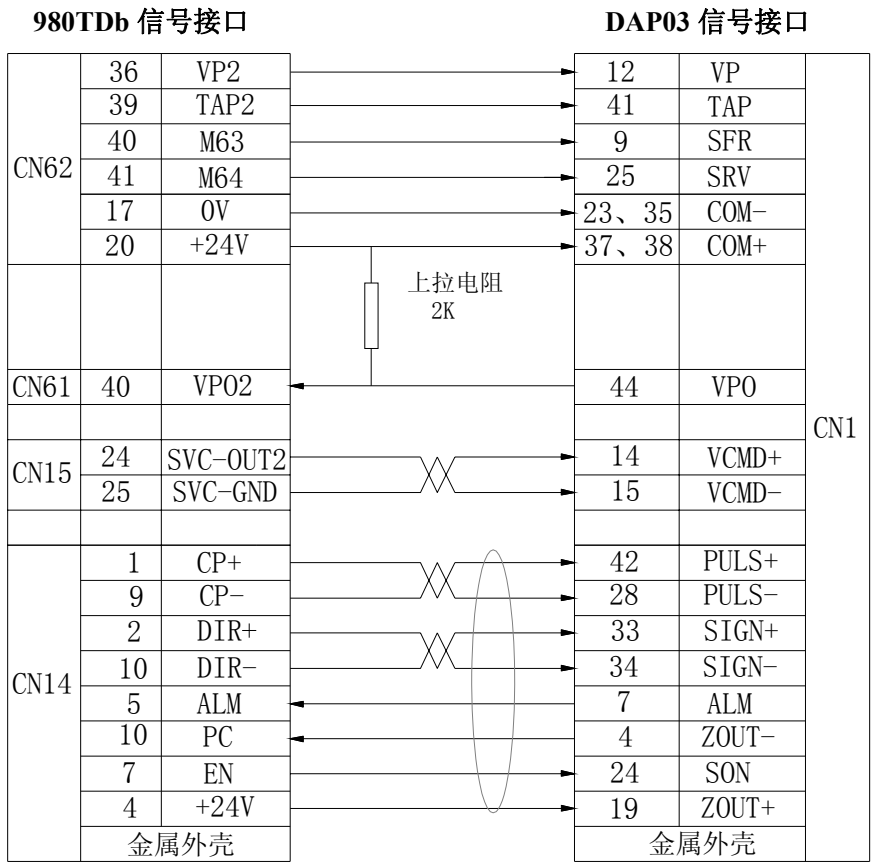 980TDb 信号接口 DAP03 信号接口
36 VP2 12 VP
39 TAP2 41 TAP
40 M63 9 SFR
CN62 41 M64 25 SRV
17 0V 23、35 COM-
20 +24V 37、38 COM+
上拉电阻
2K
CN61 40 VPO2 44 VPO
CN1
CN15 24 SVC-OUT2 14 VCMD+
25 SVC-GND 15 VCMD-
1 CP+ 42 PULS+
9 CP- 28 PULS-
2 DIR+ 33 SIGN+
10 DIR- 34 SIGN-
CN14 5 ALM 7 ALM
10 PC 4 ZOUT-
7 EN 24 SON
4 +24V 19 ZOUT+
金属外壳 金属外壳